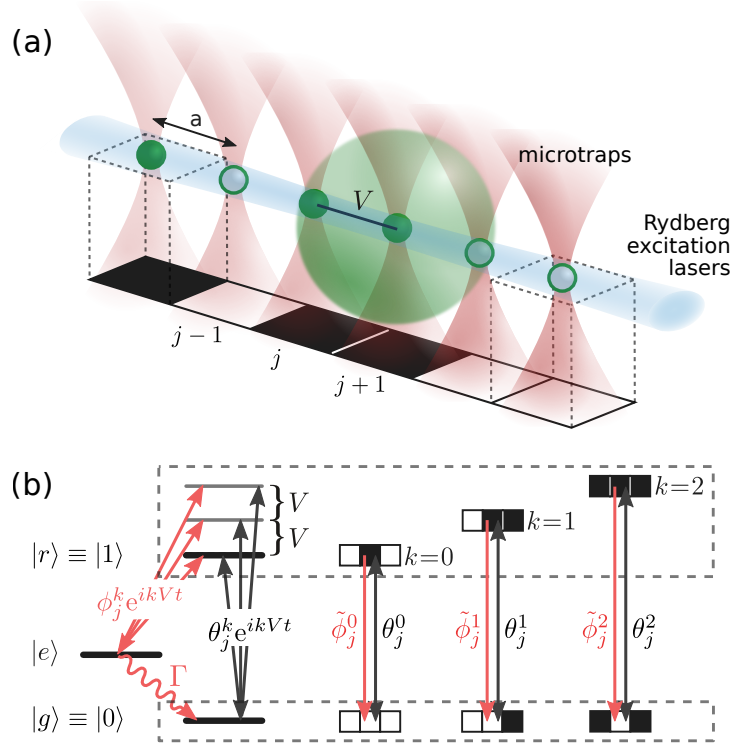 (a)
a
V
microtraps
Rydberg
excitation
lasers
j − 1
j
j + 1
(b)
V
V
|r⟩ ≡ |1⟩
k=0
k=1
k=2
ϕ_j^k e^{ikVt}
θ_j^k e^{ikVt}
ϕ̃_j^0
θ_j^0
ϕ̃_j^1
θ_j^1
ϕ̃_j^2
θ_j^2
|e⟩
Γ
|g⟩ ≡ |0⟩